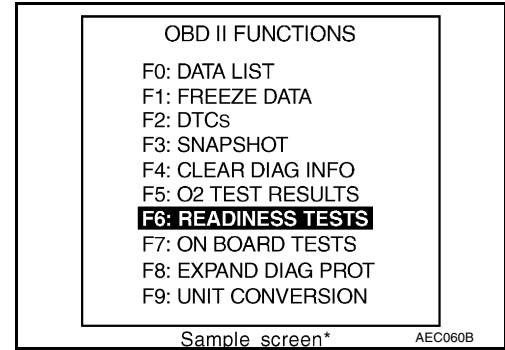 OBD II FUNCTIONS
F0: DATA LIST
F1: FREEZE DATA
F2: DTCs
F3: SNAPSHOT
F4: CLEAR DIAG INFO
F5: O2 TEST RESULTS
F6: READINESS TESTS
F7: ON BOARD TESTS
F8: EXPAND DIAG PROT
F9: UNIT CONVERSION
Sample screen*
AEC060B